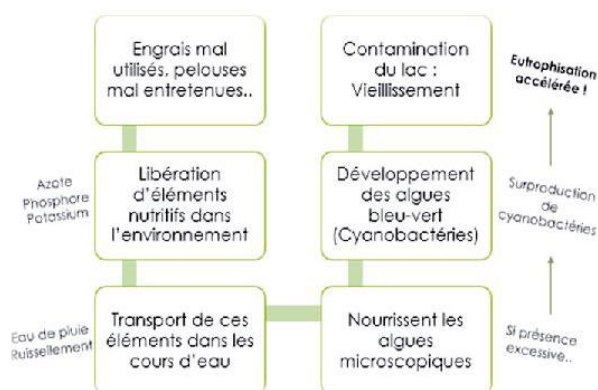 Engrais mal
utilisés, pelouses
mal entretenues..
Azote
Phosphore
Potassium
Libération
d'éléments
nutritifs dans
l'environnement
Eau de pluie
Ruissellement
Transport de ces
éléments dans les
cours d'eau
Nourrissent les
algues
microscopiques
Développement
des algues
bleu-vert
(Cyanobactéries)
Contamination
du lac :
Vieillissement
Si présence
excessive..
Surproduction
de
cyanobactéries
Eutrophisation
accélérée !